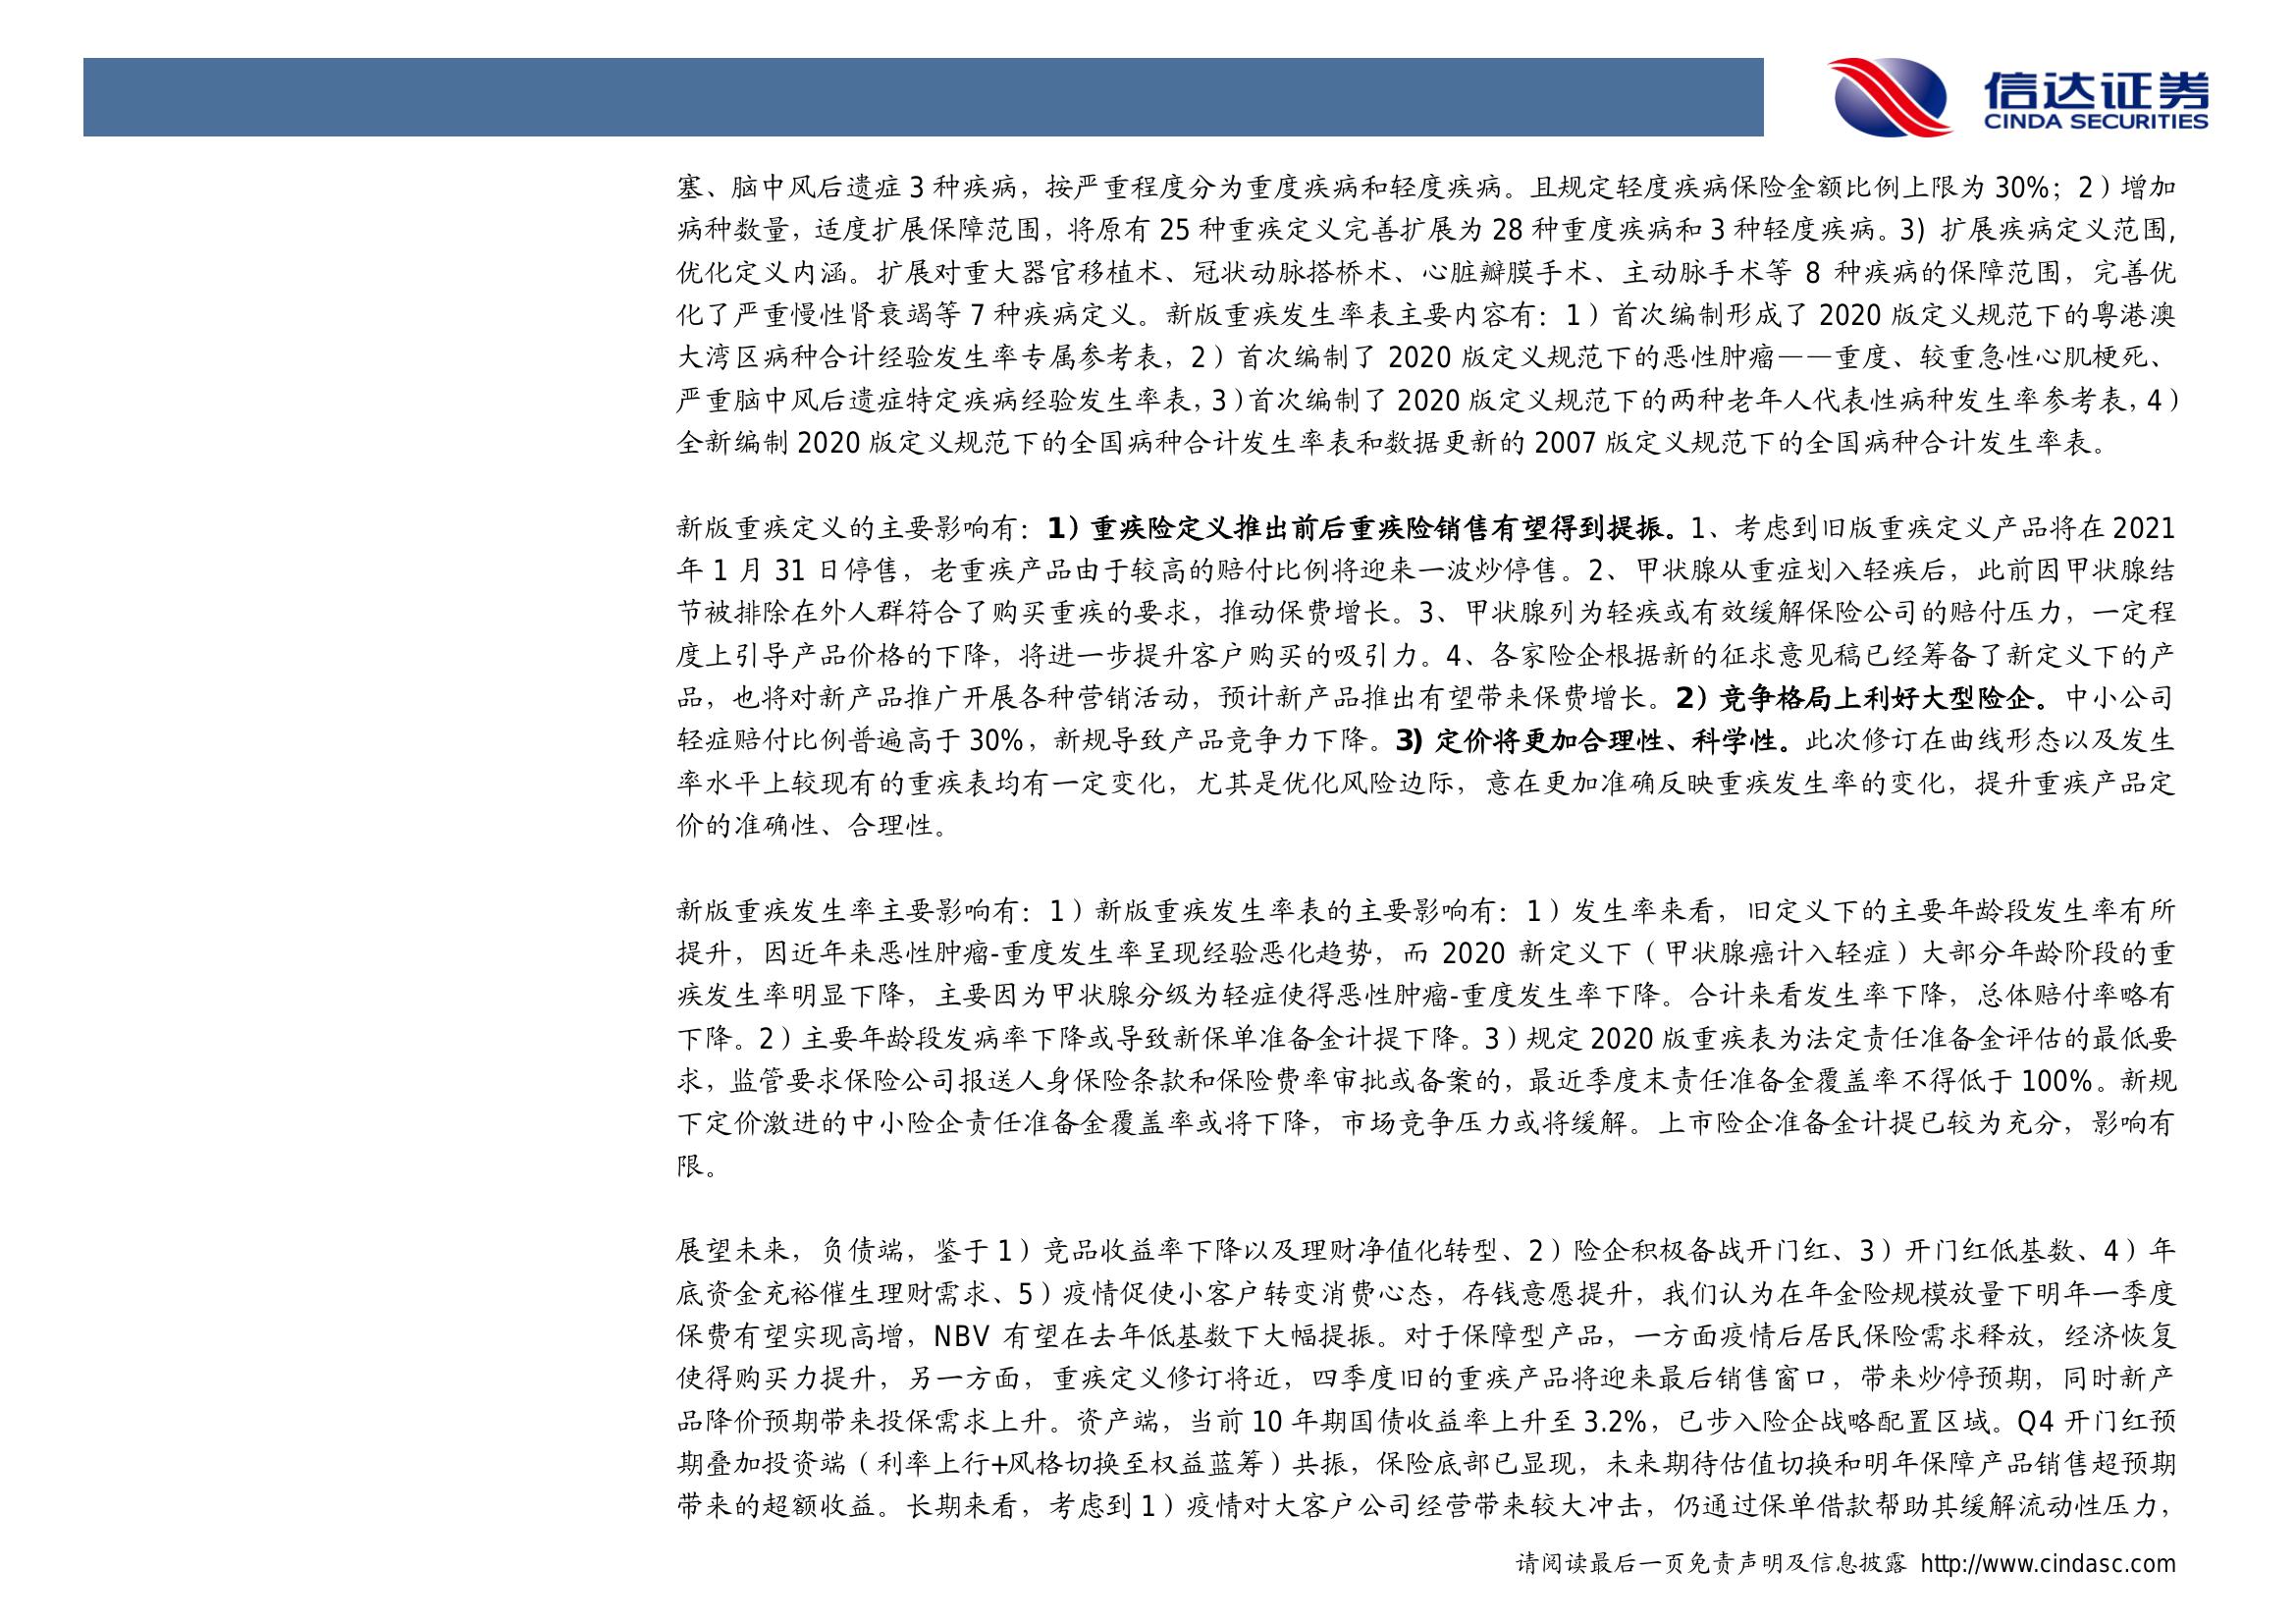 信达证券
CINDA SECURITIES
塞、脑中风后遗症 3 种疾病，按严重程度分为重度疾病和轻度疾病。且规定轻度疾病保险金额比例上限为 30%；2）增加
病种数量，适度扩展保障范围，将原有 25 种重疾定义完善扩展为 28 种重度疾病和 3 种轻度疾病。3) 扩展疾病定义范围,
优化定义内涵。扩展对重大器官移植术、冠状动脉搭桥术、心脏瓣膜手术、主动脉手术等 8 种疾病的保障范围，完善优
化了严重慢性肾衰竭等 7 种疾病定义。新版重疾发生率表主要内容有：1）首次编制形成了 2020 版定义规范下的粤港澳
大湾区病种合计经验发生率专属参考表，2）首次编制了 2020 版定义规范下的恶性肿瘤——重度、较重急性心肌梗死、
严重脑中风后遗症特定疾病经验发生率表，3）首次编制了 2020 版定义规范下的两种老年人代表性病种发生率参考表，4）
全新编制 2020 版定义规范下的全国病种合计发生率表和数据更新的 2007 版定义规范下的全国病种合计发生率表。
新版重疾定义的主要影响有：1）重疾险定义推出前后重疾险销售有望得到提振。1、考虑到旧版重疾定义产品将在 2021
年 1 月 31 日停售，老重疾产品由于较高的赔付比例将迎来一波炒停售。2、甲状腺从重症划入轻疾后，此前因甲状腺结
节被排除在外人群符合了购买重疾的要求，推动保费增长。3、甲状腺列为轻疾或有效缓解保险公司的赔付压力，一定程
度上引导产品价格的下降，将进一步提升客户购买的吸引力。4、各家险企根据新的征求意见稿已经筹备了新定义下的产
品，也将对新产品推广开展各种营销活动，预计新产品推出有望带来保费增长。2）竞争格局上利好大型险企。中小公司
轻症赔付比例普遍高于 30%，新规导致产品竞争力下降。3) 定价将更加合理性、科学性。此次修订在曲线形态以及发生
率水平上较现有的重疾表均有一定变化，尤其是优化风险边际，意在更加准确反映重疾发生率的变化，提升重疾产品定
价的准确性、合理性。
新版重疾发生率主要影响有：1）新版重疾发生率表的主要影响有：1）发生率来看，旧定义下的主要年龄段发生率有所
提升，因近年来恶性肿瘤-重度发生率呈现经验恶化趋势，而 2020 新定义下（甲状腺癌计入轻症）大部分年龄阶段的重
疾发生率明显下降，主要因为甲状腺分级为轻症使得恶性肿瘤-重度发生率下降。合计来看发生率下降，总体赔付率略有
下降。2）主要年龄段发病率下降或导致新保单准备金计提下降。3）规定 2020 版重疾表为法定责任准备金评估的最低要
求，监管要求保险公司报送人身保险条款和保险费率审批或备案的，最近季度末责任准备金覆盖率不得低于 100%。新规
下定价激进的中小险企责任准备金覆盖率或将下降，市场竞争压力或将缓解。上市险企准备金计提已较为充分，影响有
限。
展望未来，负债端，鉴于 1）竞品收益率下降以及理财净值化转型、2）险企积极备战开门红、3）开门红低基数、4）年
底资金充裕催生理财需求、5）疫情促使小客户转变消费心态，存钱意愿提升，我们认为在年金险规模放量下明年一季度
保费有望实现高增，NBV 有望在去年低基数下大幅提振。对于保障型产品，一方面疫情后居民保险需求释放，经济恢复
使得购买力提升，另一方面，重疾定义修订将近，四季度旧的重疾产品将迎来最后销售窗口，带来炒停预期，同时新产
品降价预期带来投保需求上升。资产端，当前 10 年期国债收益率上升至 3.2%，已步入险企战略配置区域。Q4 开门红预
期叠加投资端（利率上行+风格切换至权益蓝筹）共振，保险底部已显现，未来期待估值切换和明年保障产品销售超预期
带来的超额收益。长期来看，考虑到 1）疫情对大客户公司经营带来较大冲击，仍通过保单借款帮助其缓解流动性压力，
请阅读最后一页免责声明及信息披露 http://www.cindasc.com